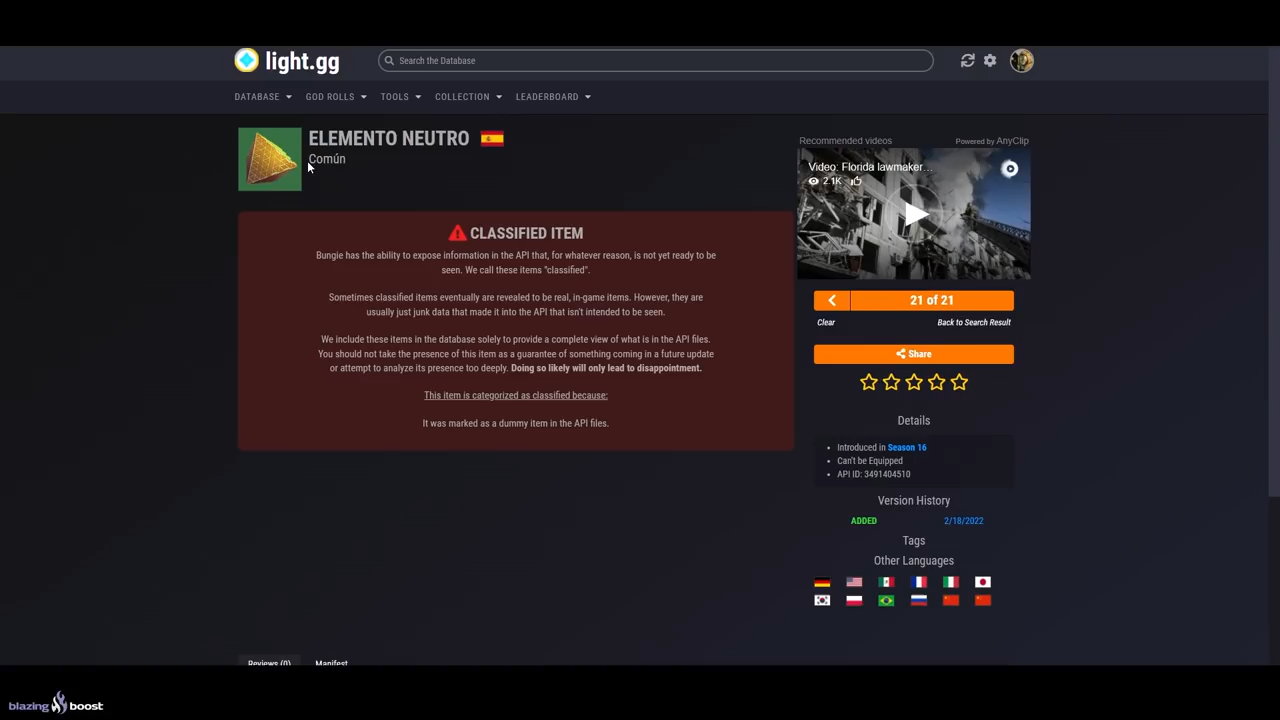 light.gg
Search the Database
DATABASE GOD ROLLS TOOLS COLLECTION LEADERBOARD
ELEMENTO NEUTRO
Común
CLASSIFIED ITEM
Bungie has the ability to expose information in the API that, for whatever reason, is not yet ready to be
seen. We call these items "classified".
Sometimes classified items eventually are revealed to be real, in-game items. However, they are
usually just junk data that made it into the API that isn't intended to be seen.
We include these items in the database solely to provide a complete view of what is in the API files.
You should not take the presence of this item as a guarantee of something coming in a future update
or attempt to analyze its presence too deeply. Doing so likely will only lead to disappointment.
This item is categorized as classified because:
It was marked as a dummy item in the API files.
Recommended videos
Powered by AnyClip
Video: Florida lawmaker...
2.1K
21 of 21
Clear
Back to Search Result
Share
Details
Introduced in Season 16
Can't be Equipped
API ID: 3491404510
Version History
ADDED 2/18/2022
Tags
Other Languages
Reviews (0) Manifest
blazing boost